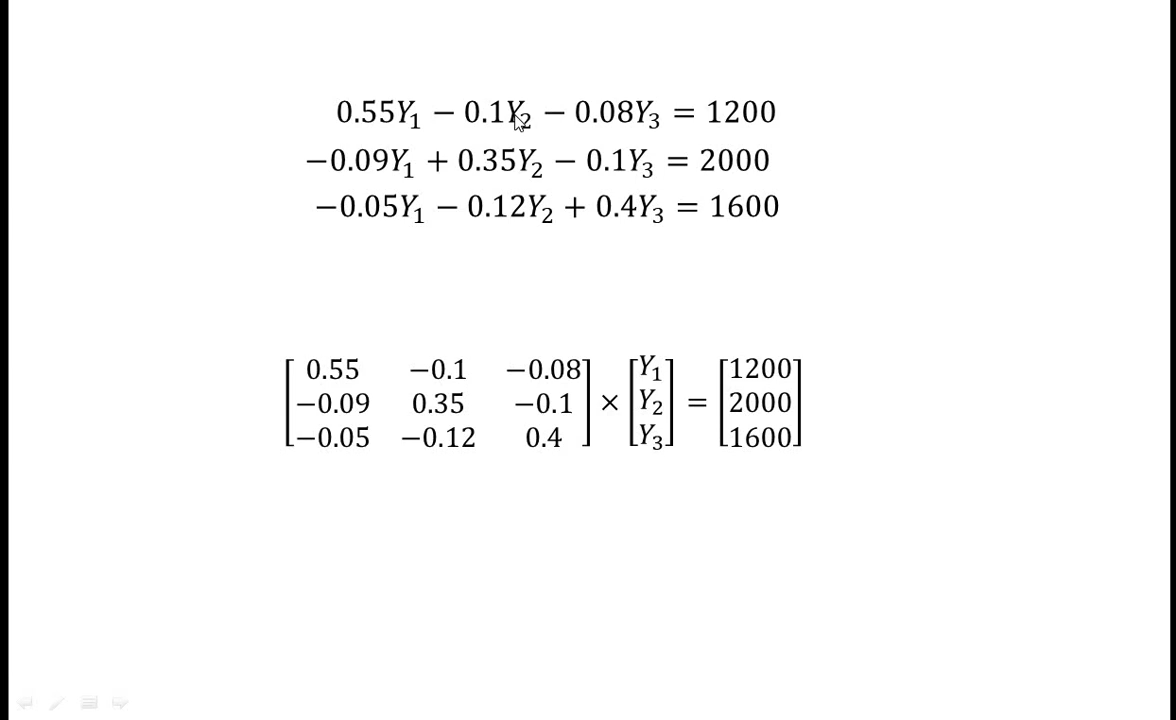 0.55Y₁ − 0.1Y₂ − 0.08Y₃ = 1200
−0.09Y₁ + 0.35Y₂ − 0.1Y₃ = 2000
−0.05Y₁ − 0.12Y₂ + 0.4Y₃ = 1600
[0.55 −0.1 −0.08] [Y₁] [1200]
[−0.09 0.35 −0.1] × [Y₂] = [2000]
[−0.05 −0.12 0.4] [Y₃] [1600]